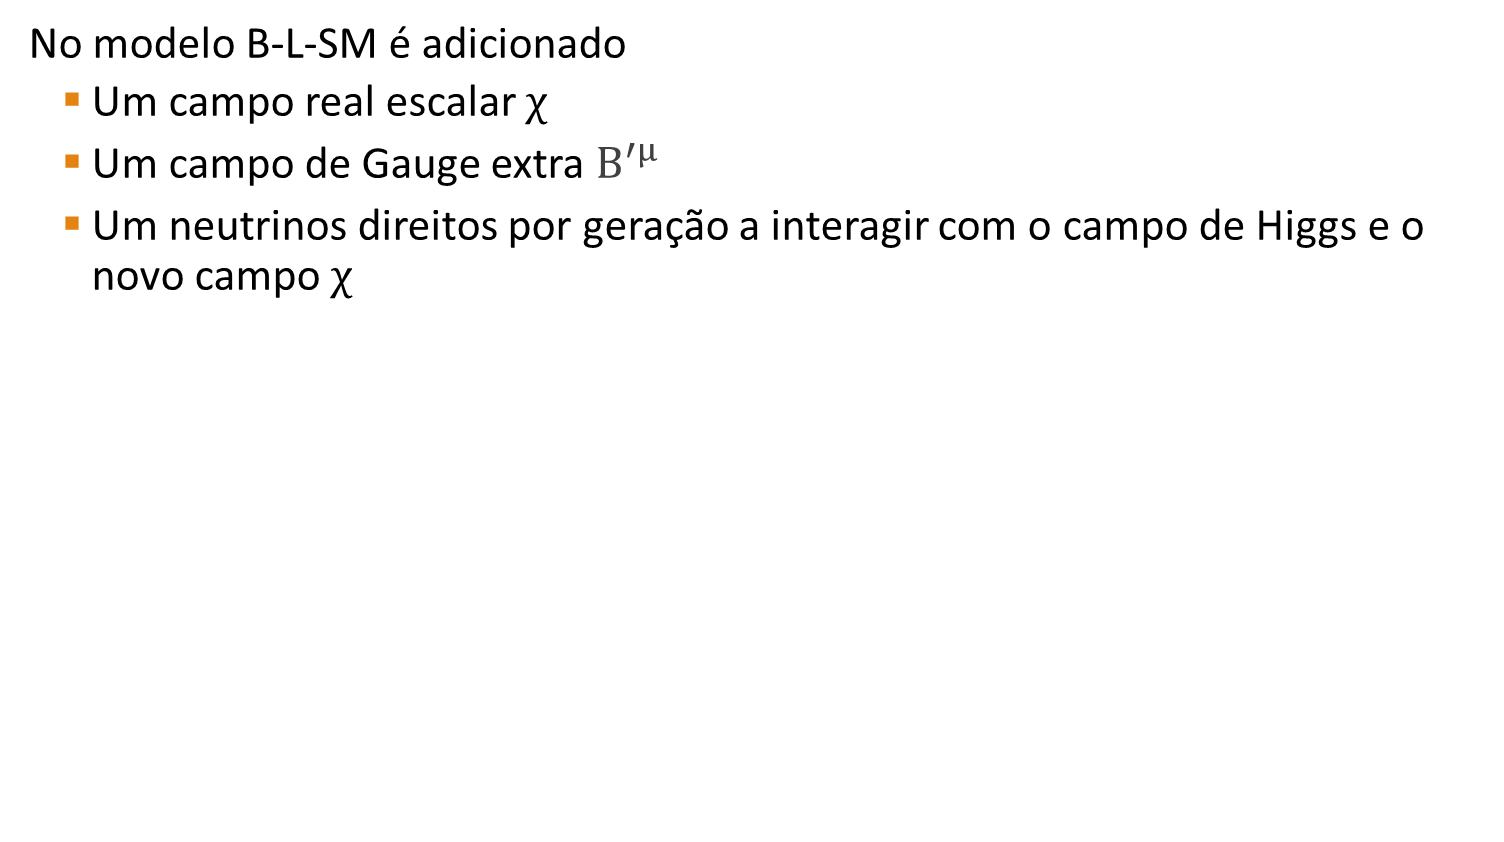 No modelo B-L-SM é adicionado
▪ Um campo real escalar χ
▪ Um campo de Gauge extra B′μ
▪ Um neutrinos direitos por geração a interagir com o campo de Higgs e o
novo campo χ